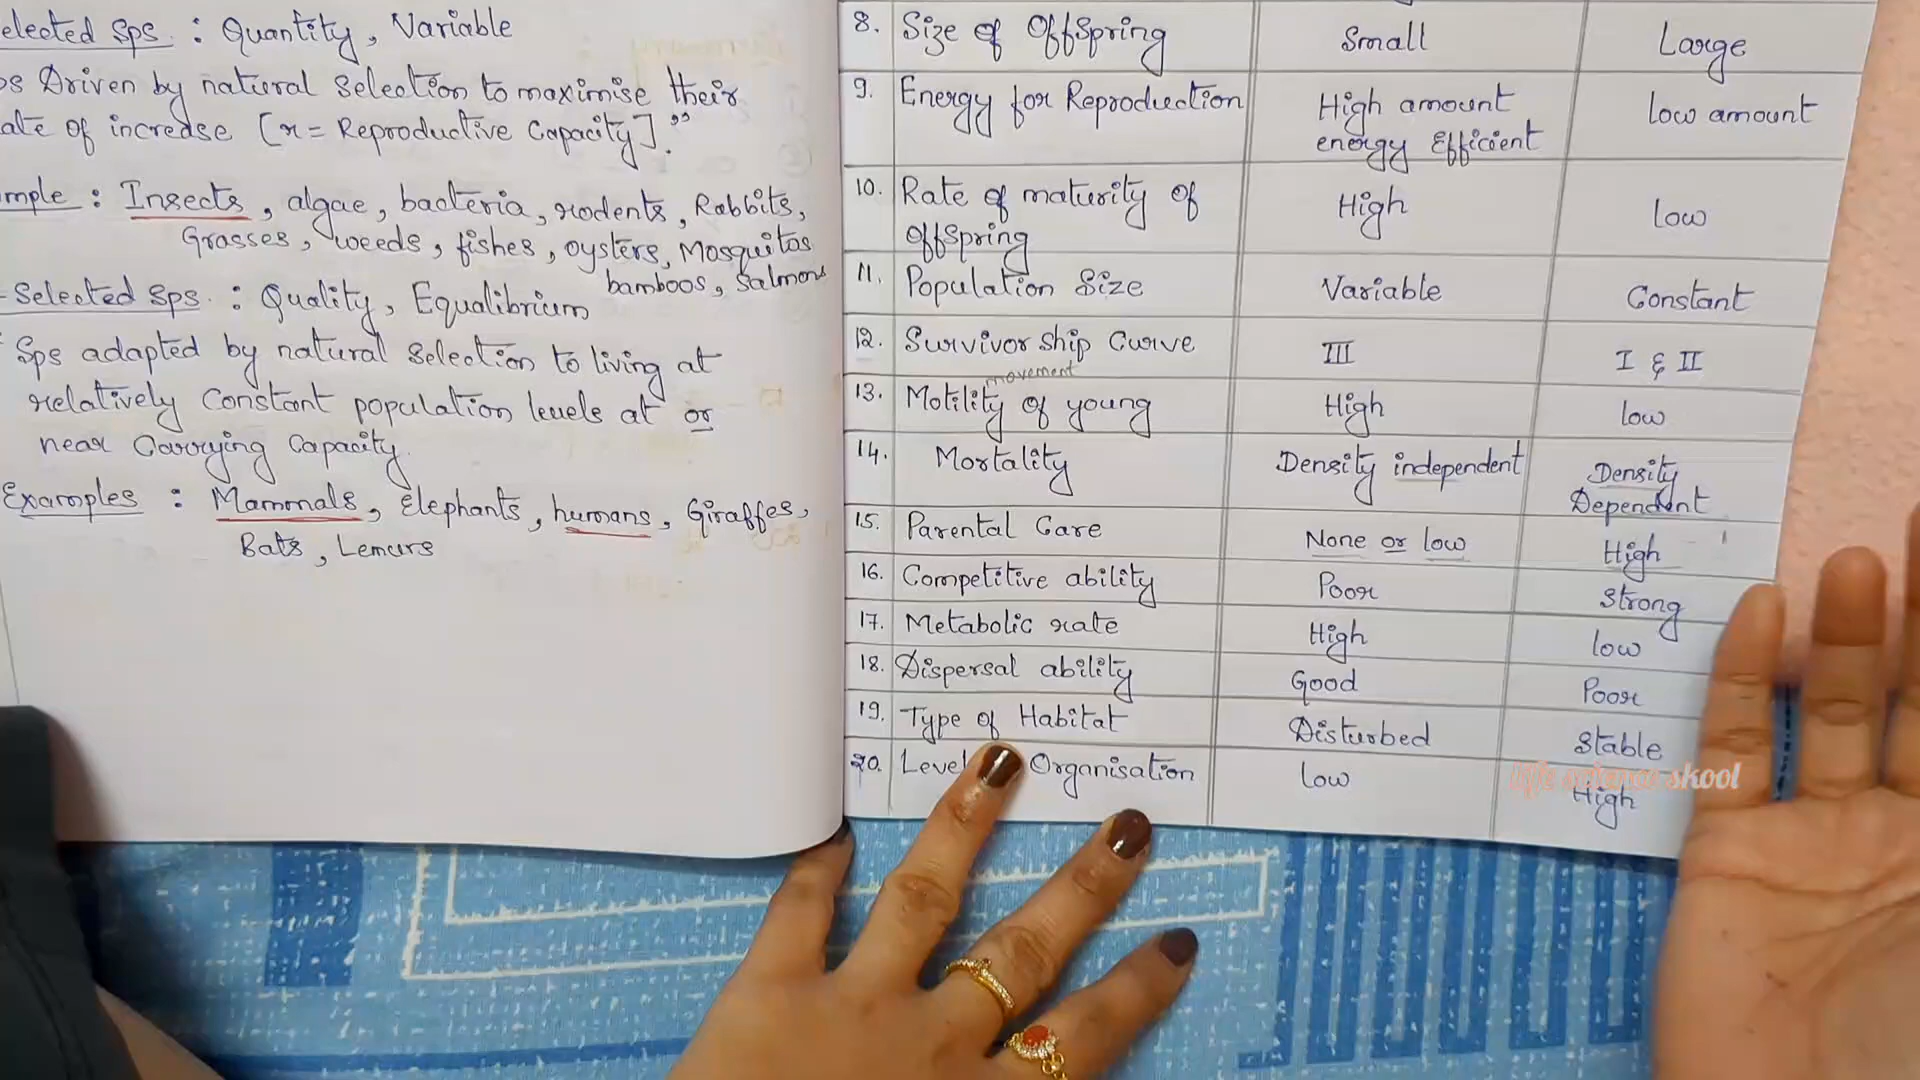 elected Sps. : Quantity, Variable
os Driven by natural selection to maximise their
ate of increase [r = Reproductive Capacity]."
mple : Insects, algae, bacteria, rodents, Rabbits,
Grasses, weeds, fishes, oysters, Mosquitos
bamboos, Salmons
-Selected Sps. : Quality, Equalibrium
Sps adapted by natural selection to living at
relatively Constant population levels at or
near Carrying Capacity.
Examples : Mammals, Elephants, humans, Giraffes,
Bats, Lemurs
8. Size of Offspring Small Large
9. Energy for Reproduction High amount energy Efficient low amount
10. Rate of maturity of offspring High low
11. Population Size Variable Constant
12. Survivor ship Curve III I & II
movement
13. Motility of young High low
14. Mortality Density independent Density Dependent
15. Parental Care None or low High
16. Competitive ability Poor Strong
17. Metabolic rate High low
18. Dispersal ability Good Poor
19. Type of Habitat Disturbed Stable
20. Level Organisation low High
life science skool